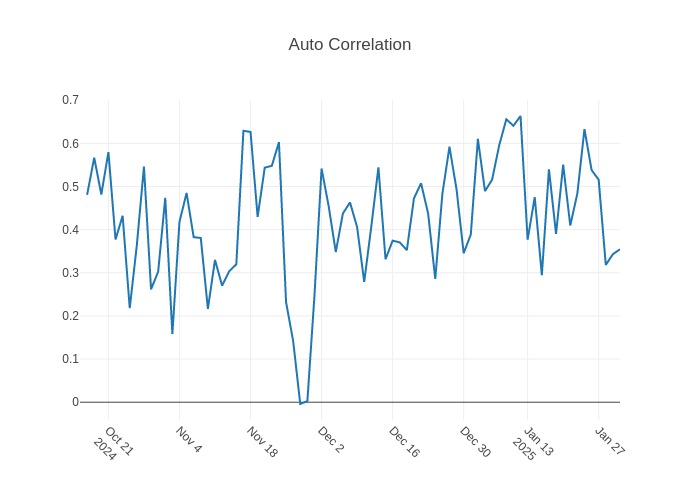 Auto Correlation
0.7
0.6
0.5
0.4
0.3
0.2
0.1
0
Oct 21
2024
Nov 4
Nov 18
Dec 2
Dec 16
Dec 30
Jan 13
2025
Jan 27